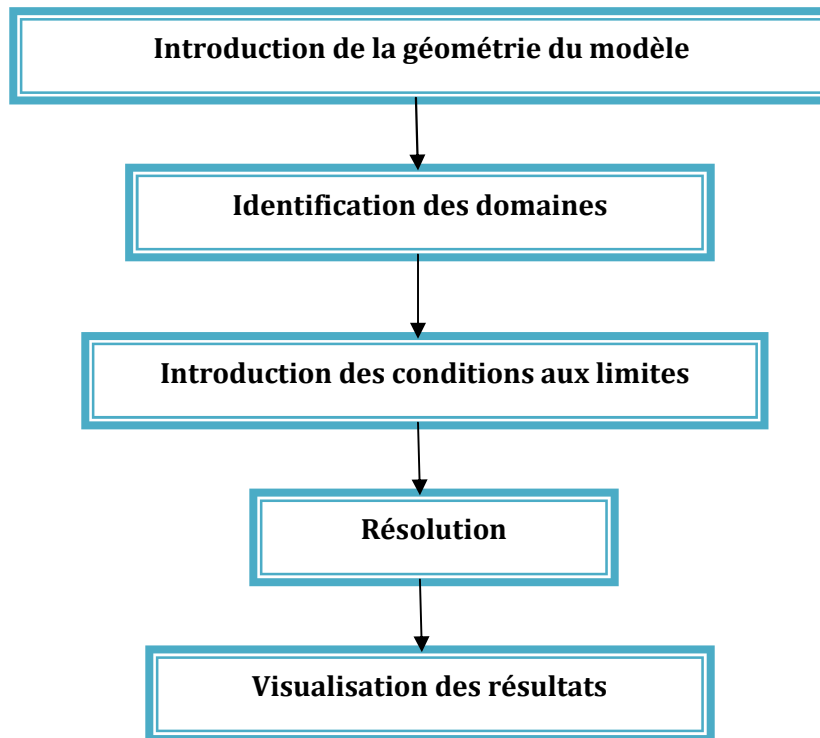 Introduction de la géométrie du modèle
Identification des domaines
Introduction des conditions aux limites
Résolution
Visualisation des résultats